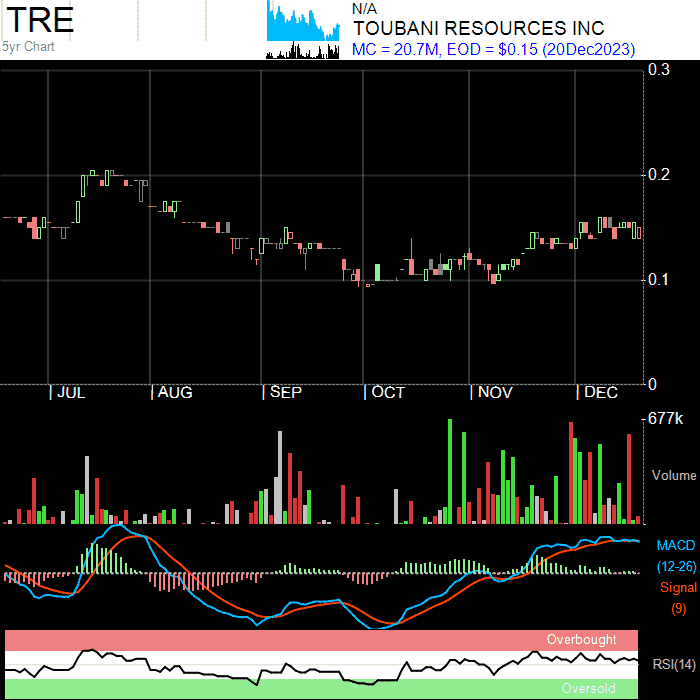 TRE
5yr Chart
N/A
TOUBANI RESOURCES INC
MC = 20.7M, EOD = $0.15 (20Dec2023)
0.3
0.2
0.1
0
| JUL | AUG | SEP | OCT | NOV | DEC
677k
Volume
MACD
(12-26)
Signal
(9)
Overbought
RSI(14)
Oversold